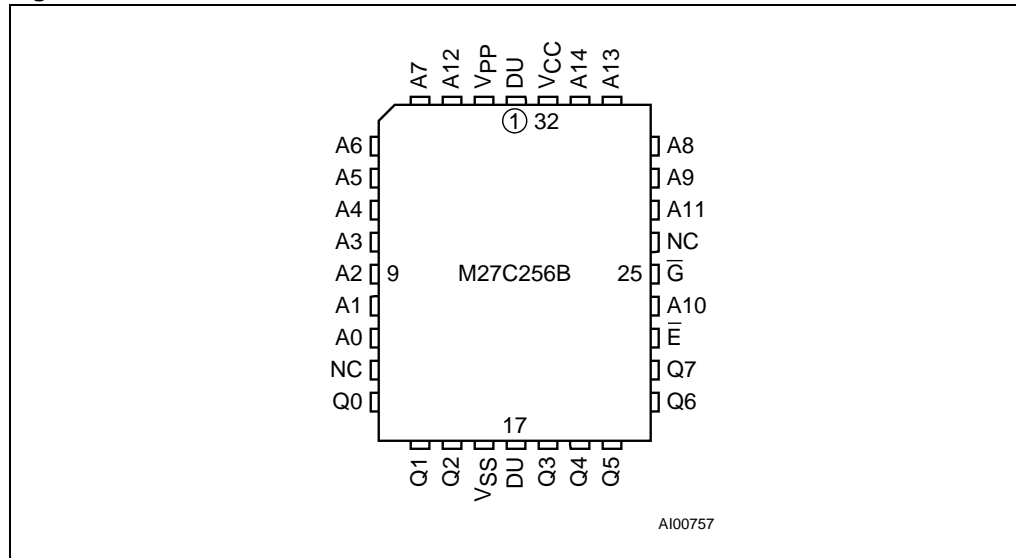 A7 A12 VPP DU VCC A14 A13
1 32
A6 A8
A5 A9
A4 A11
A3 NC
A2 9 M27C256B 25 G̅
A1 A10
A0 E̅
NC Q7
Q0 Q6
17
Q1 Q2 VSS DU Q3 Q4 Q5
AI00757